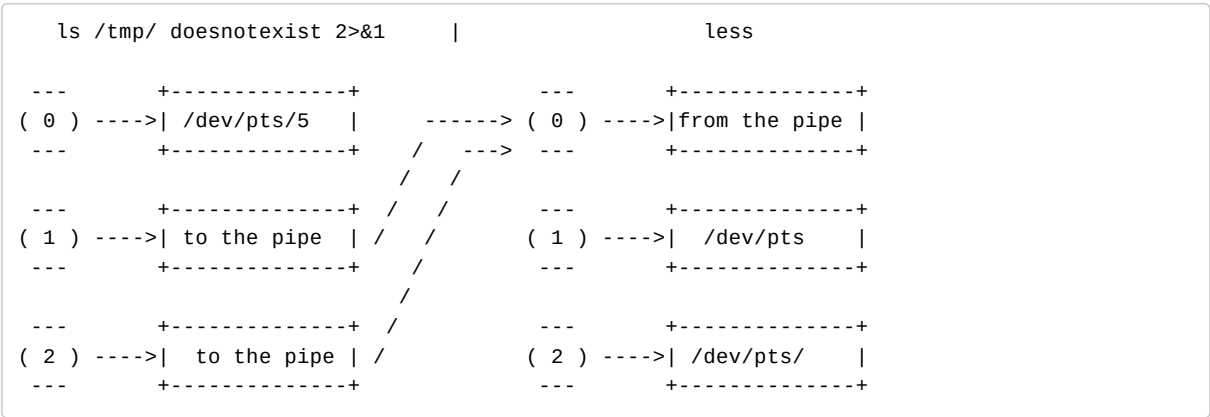 ls /tmp/ doesnotexist 2>&1     |                     less

 ---       +--------------+                ---       +--------------+
( 0 ) ---->| /dev/pts/5   |     ------> ( 0 ) ---->|from the pipe |
 ---       +--------------+    /   --->  ---       +--------------+
                              /   /
 ---       +--------------+  /   /         ---       +--------------+
( 1 ) ---->| to the pipe  | /   /       ( 1 ) ---->|  /dev/pts    |
 ---       +--------------+    /           ---       +--------------+
                              /
 ---       +--------------+  /             ---       +--------------+
( 2 ) ---->|  to the pipe | /           ( 2 ) ---->| /dev/pts/    |
 ---       +--------------+                ---       +--------------+